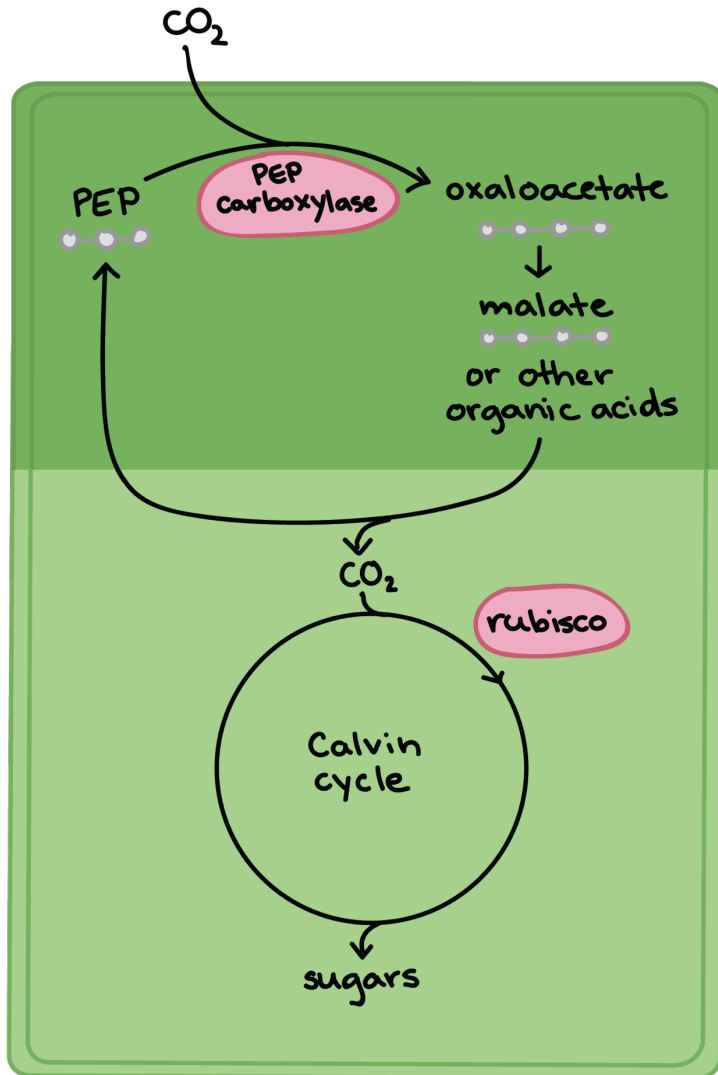 CO₂
PEP
PEP
carboxylase
oxaloacetate
malate
or other
organic acids
CO₂
rubisco
Calvin
cycle
sugars